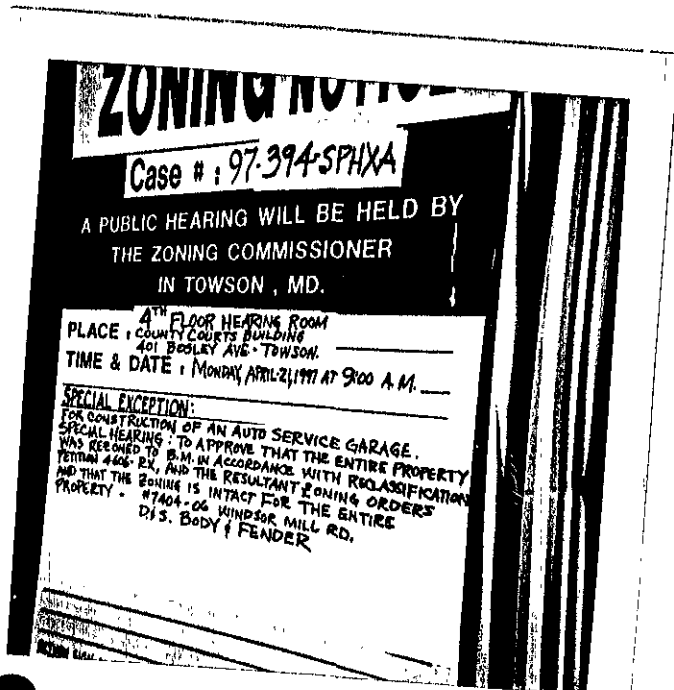 ZONING NOTICE
Case # : 97-394-SPHXA
A PUBLIC HEARING WILL BE HELD BY
THE ZONING COMMISSIONER
IN TOWSON , MD.
PLACE : 4TH FLOOR HEARING ROOM
COUNTY COURTS BUILDING
401 BOSLEY AVE - TOWSON.
TIME & DATE : MONDAY, APRIL 21, 1997 AT 9:00 A.M.
SPECIAL EXCEPTION:
FOR CONSTRUCTION OF AN AUTO SERVICE GARAGE.
SPECIAL HEARING : TO APPROVE THAT THE ENTIRE PROPERTY
WAS REZONED TO B.M. IN ACCORDANCE WITH RECLASSIFICATION
PETITION 4606-RX, AND THE RESULTANT ZONING ORDERS
AND THAT THE ZONING IS INTACT FOR THE ENTIRE
PROPERTY - #7404-06 WINDSOR MILL RD.
D/S. BODY & FENDER